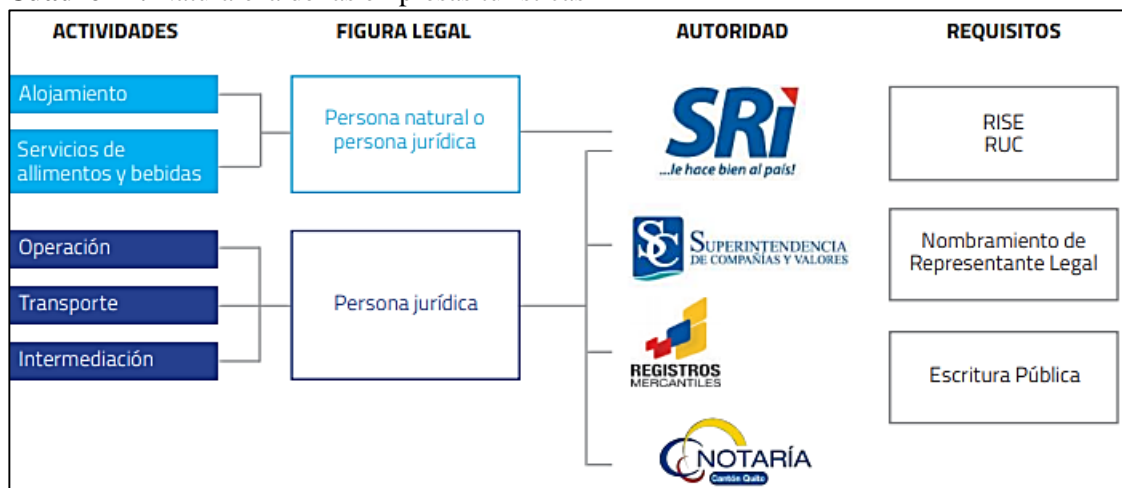 ACTIVIDADES
FIGURA LEGAL
AUTORIDAD
REQUISITOS
Alojamiento
Servicios de
allimentos y bebidas
Persona natural o
persona jurídica
SRi
...le hace bien al país!
RISE
RUC
Operación
Transporte
Intermediación
Persona jurídica
SC SUPERINTENDENCIA
DE COMPAÑÍAS Y VALORES
Nombramiento de
Representante Legal
REGISTROS
MERCANTILES
Escritura Pública
NOTARÍA
Cantón Quito